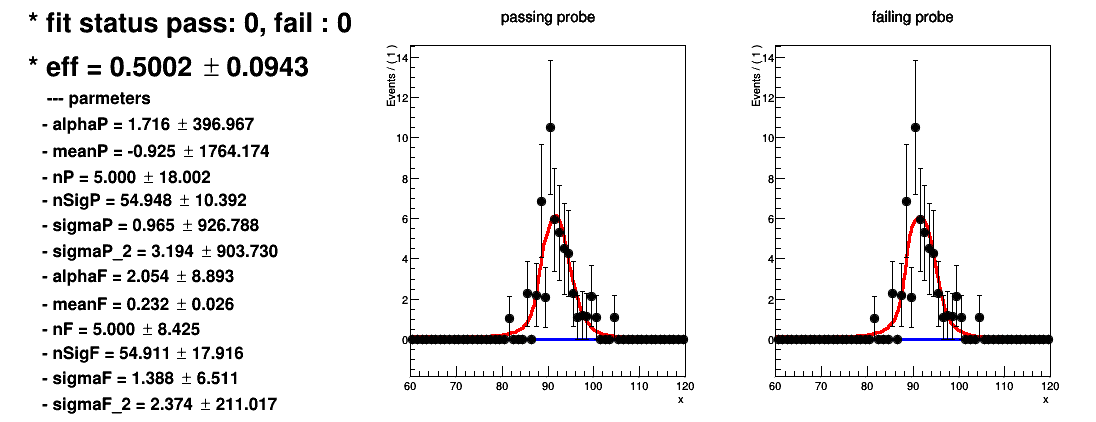 * fit status pass: 0, fail : 0
* eff = 0.5002 ± 0.0943
--- parmeters
- alphaP = 1.716 ± 396.967
- meanP = -0.925 ± 1764.174
- nP = 5.000 ± 18.002
- nSigP = 54.948 ± 10.392
- sigmaP = 0.965 ± 926.788
- sigmaP_2 = 3.194 ± 903.730
- alphaF = 2.054 ± 8.893
- meanF = 0.232 ± 0.026
- nF = 5.000 ± 8.425
- nSigF = 54.911 ± 17.916
- sigmaF = 1.388 ± 6.511
- sigmaF_2 = 2.374 ± 211.017
passing probe
Events / ( 1 )
14
12
10
8
6
4
2
0
60 70 80 90 100 110 120
x
failing probe
Events / ( 1 )
14
12
10
8
6
4
2
0
60 70 80 90 100 110 120
x